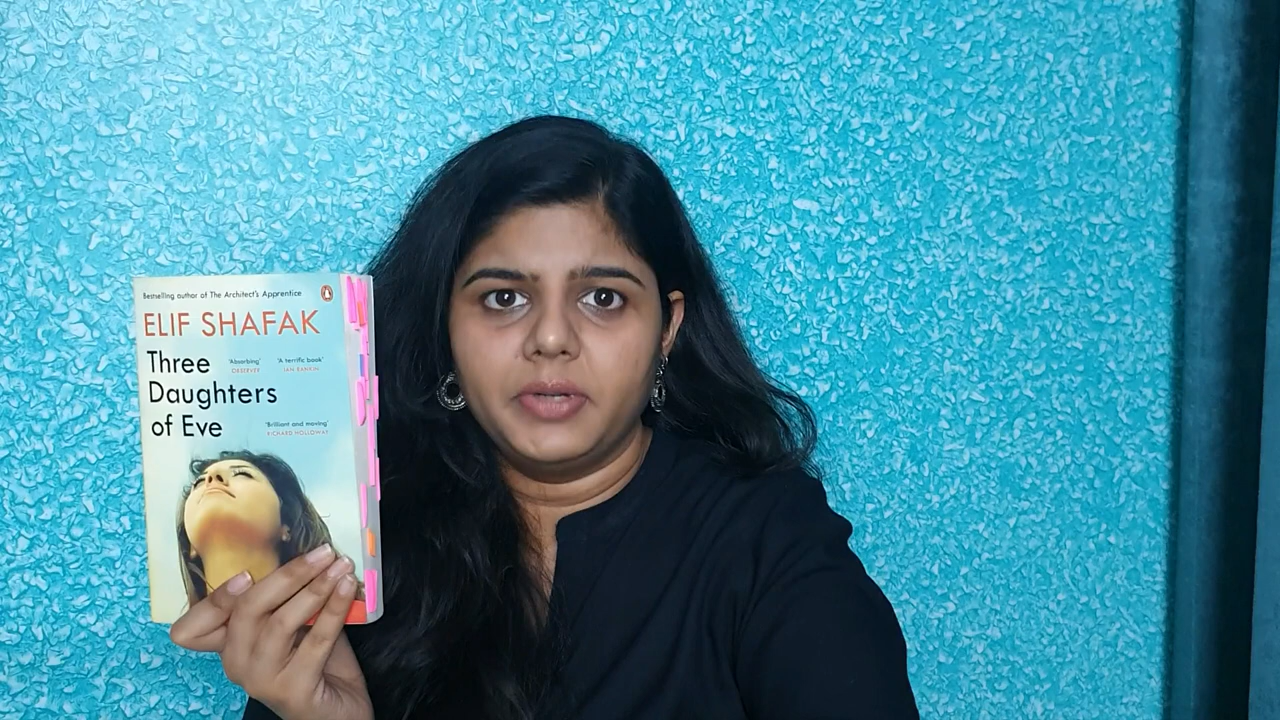 Bestselling author of The Architect's Apprentice
ELIF SHAFAK
Three
Daughters
of Eve
'Absorbing'
OBSERVER
'A terrific book'
IAN RANKIN
'Brilliant and moving'
RICHARD HOLLOWAY